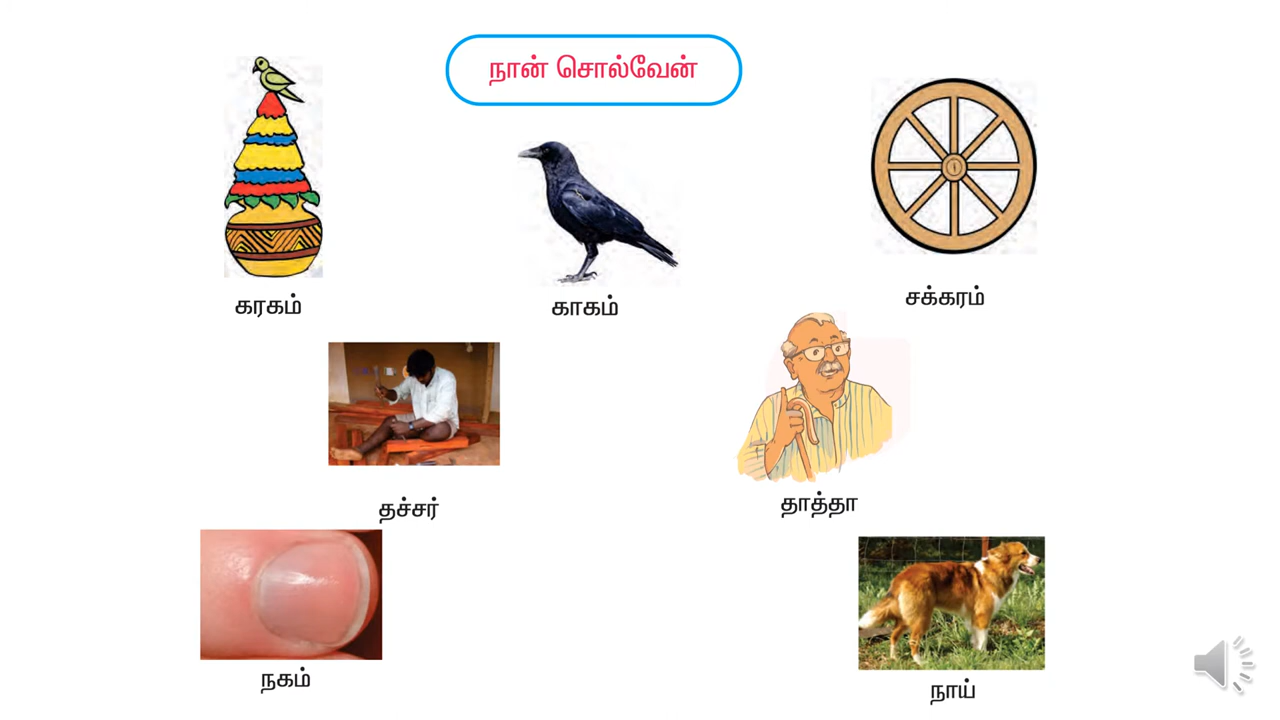 நான் சொல்வேன்
கரகம்
காகம்
சக்கரம்
தச்சர்
தாத்தா
நகம்
நாய்